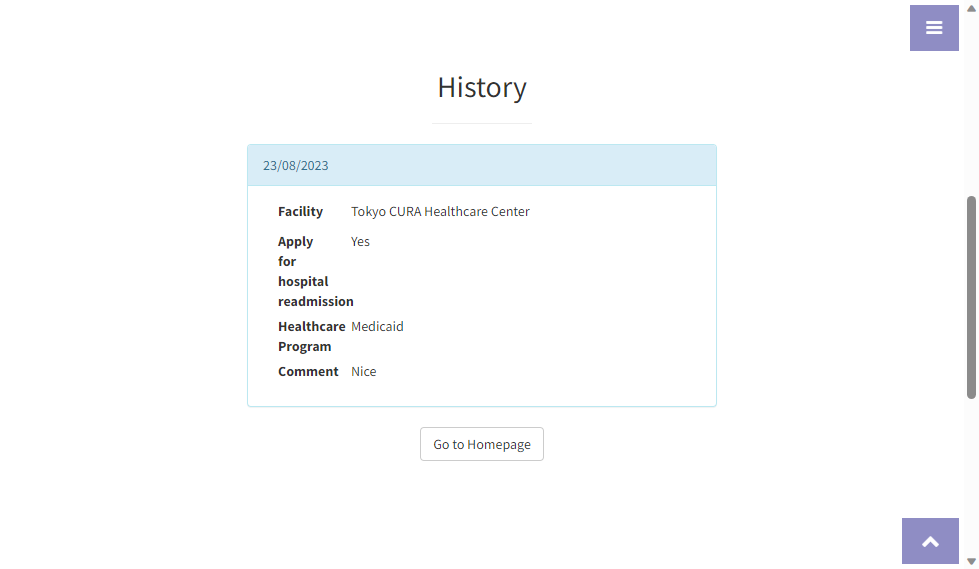 History
23/08/2023
Facility Tokyo CURA Healthcare Center
Apply Yes
for
hospital
readmission
Healthcare Medicaid
Program
Comment Nice
Go to Homepage